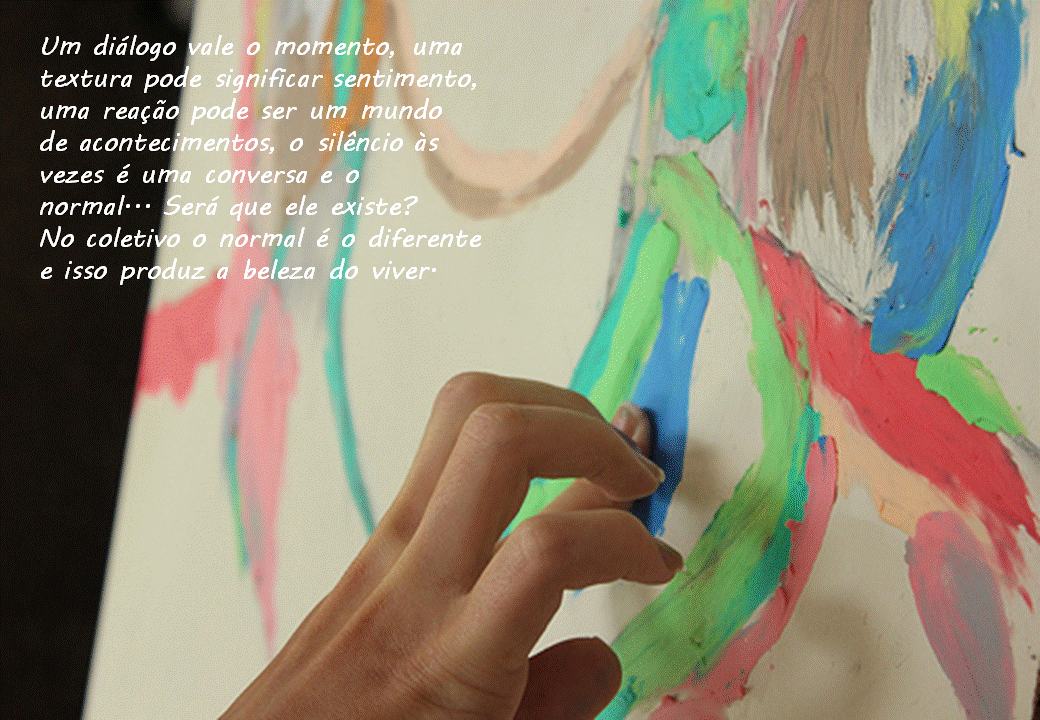 Um diálogo vale o momento, uma
textura pode significar sentimento,
uma reação pode ser um mundo
de acontecimentos, o silêncio às
vezes é uma conversa e o
normal... Será que ele existe?
No coletivo o normal é o diferente
e isso produz a beleza do viver.